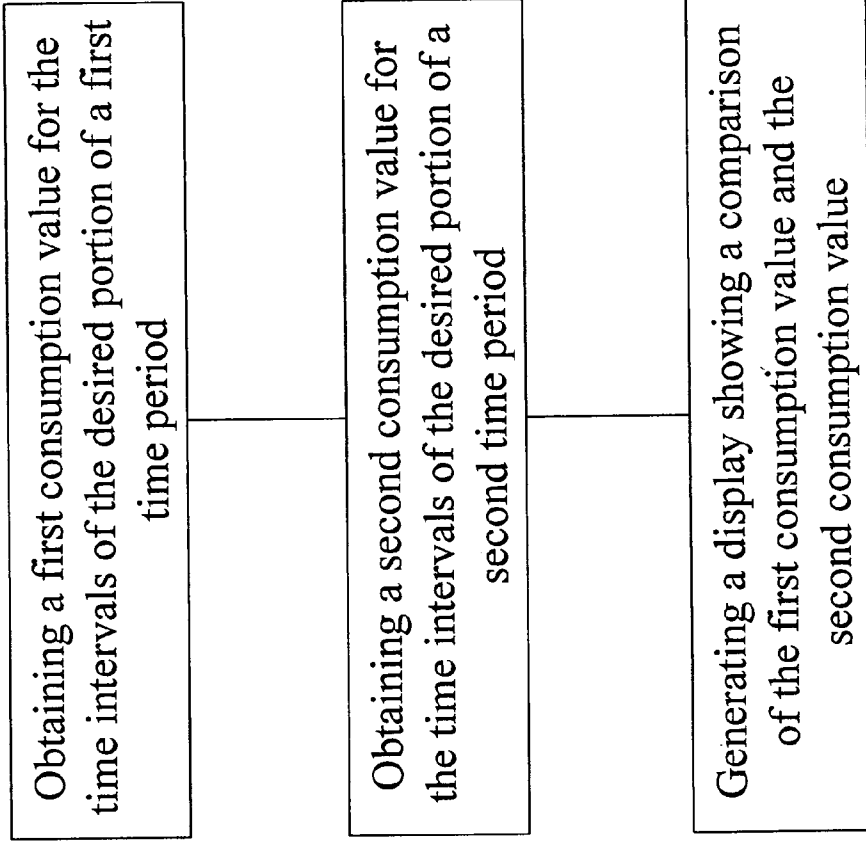 Obtaining a first consumption value for the
time intervals of the desired portion of a first
time period
Obtaining a second consumption value for
the time intervals of the desired portion of a
second time period
Generating a display showing a comparison
of the first consumption value and the
second consumption value